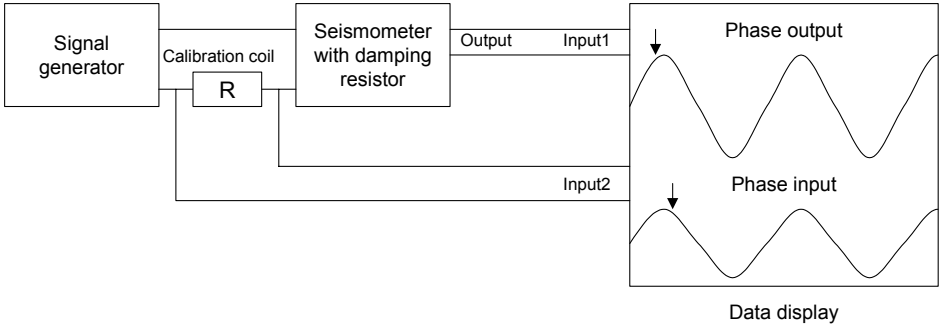 Signal
generator
Calibration coil
R
Seismometer
with damping
resistor
Output
Input1
Input2
Phase output
Phase input
Data display